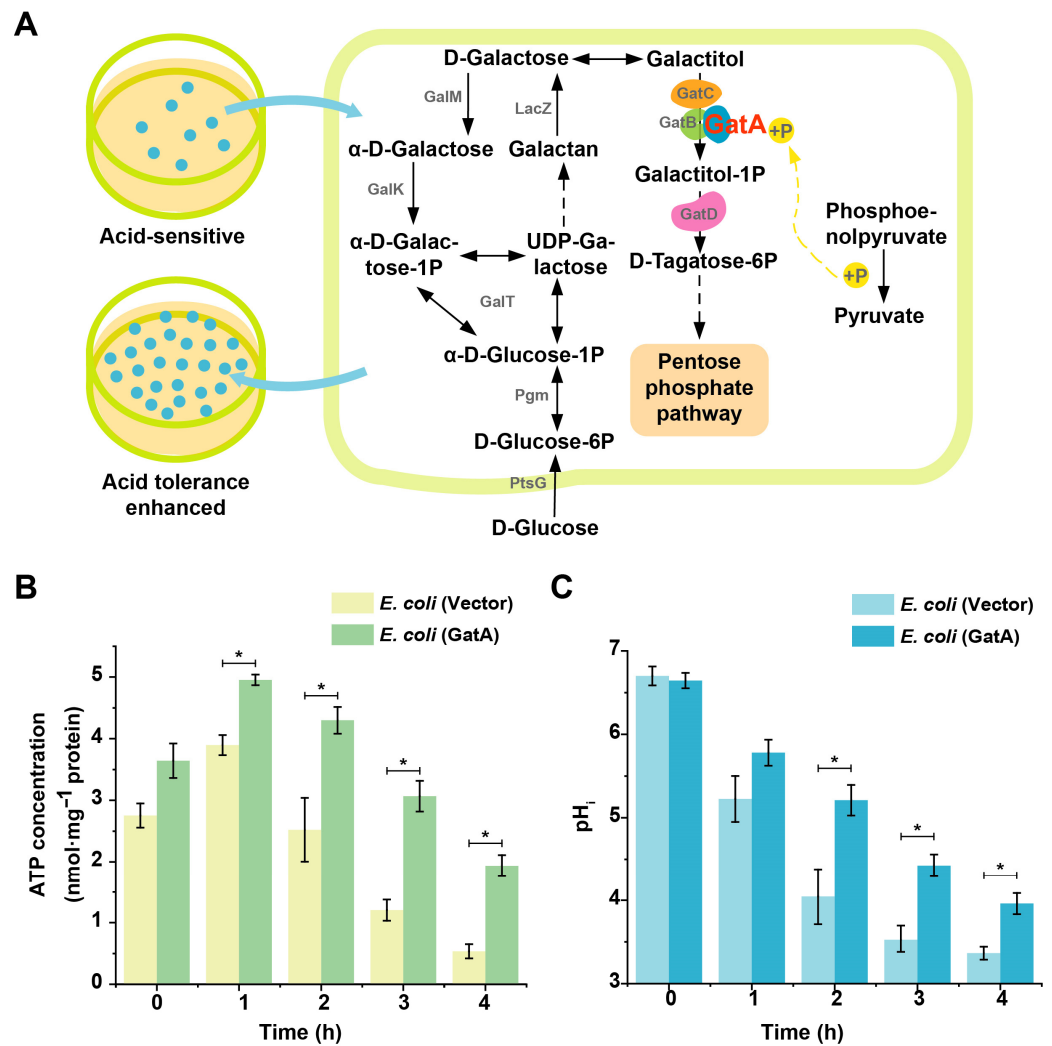 A
D-Galactose
Galactitol
GalM
LacZ
GatC
GatB
GatA
+P
α-D-Galactose
Galactan
Galactitol-1P
GalK
GatD
Phosphoe-
nolpyruvate
Acid-sensitive
α-D-Galac-
tose-1P
UDP-Ga-
lactose
D-Tagatose-6P
+P
GalT
Pyruvate
α-D-Glucose-1P
Pentose
phosphate
pathway
Pgm
D-Glucose-6P
Acid tolerance
enhanced
PtsG
D-Glucose
B
E. coli (Vector)
E. coli (GatA)
ATP concentration
(nmol·mg⁻¹ protein)
5
4
3
2
1
0
*
*
*
*
0 1 2 3 4
Time (h)
C
E. coli (Vector)
E. coli (GatA)
pHi
7
6
5
4
3
*
*
*
0 1 2 3 4
Time (h)